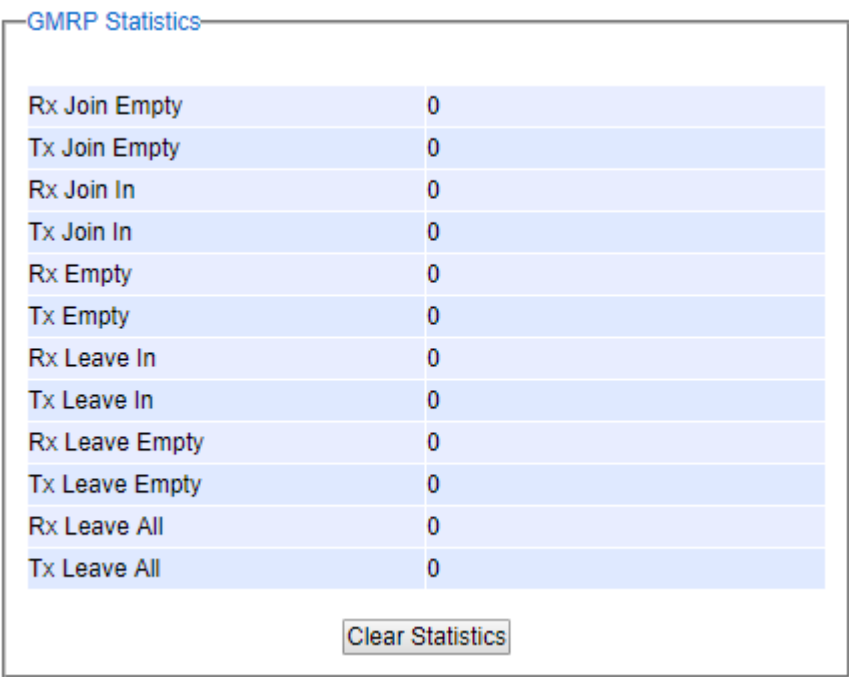 GMRP Statistics
Rx Join Empty 0
Tx Join Empty 0
Rx Join In 0
Tx Join In 0
Rx Empty 0
Tx Empty 0
Rx Leave In 0
Tx Leave In 0
Rx Leave Empty 0
Tx Leave Empty 0
Rx Leave All 0
Tx Leave All 0
Clear Statistics